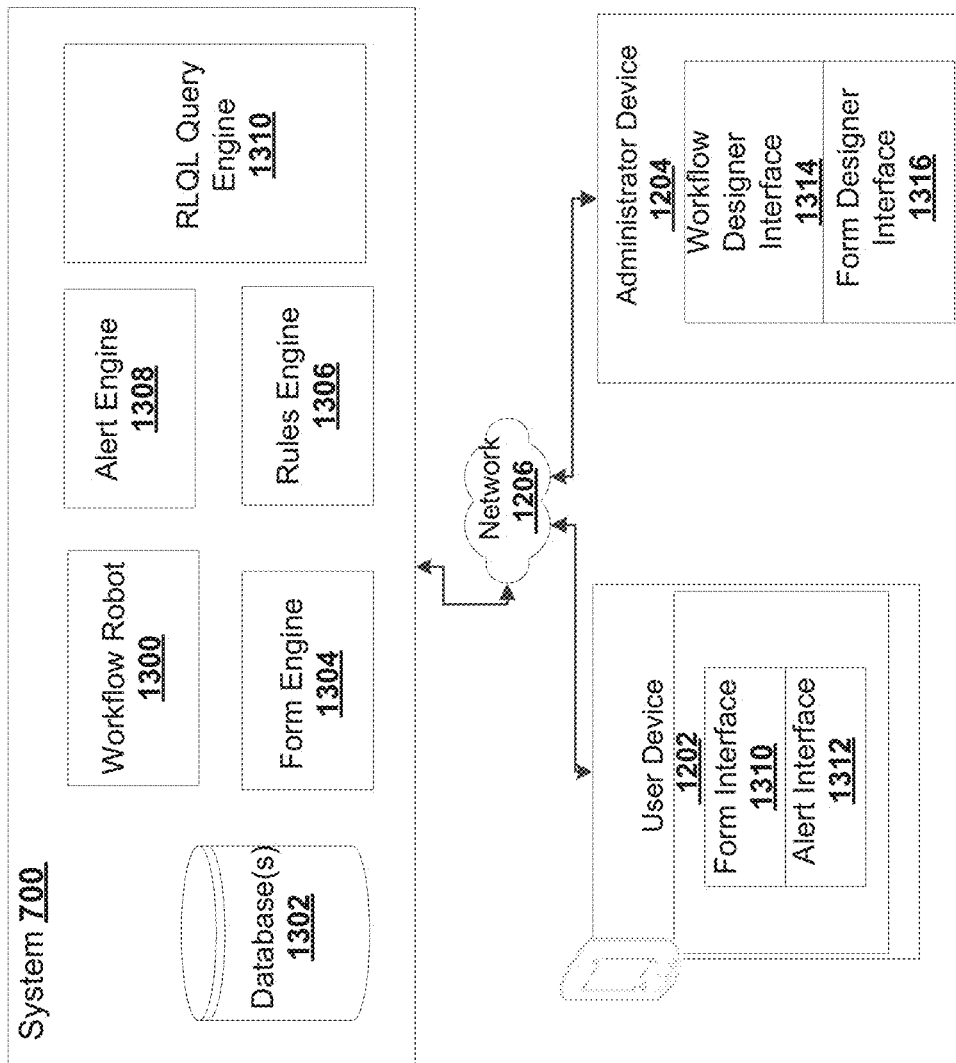 System 700
Database(s)
1302
Workflow Robot
1300
Form Engine
1304
Alert Engine
1308
Rules Engine
1306
RLQL Query
Engine
1310
Network
1206
User Device
1202
Form Interface
1310
Alert Interface
1312
Administrator Device
1204
Workflow
Designer
Interface
1314
Form Designer
Interface
1316